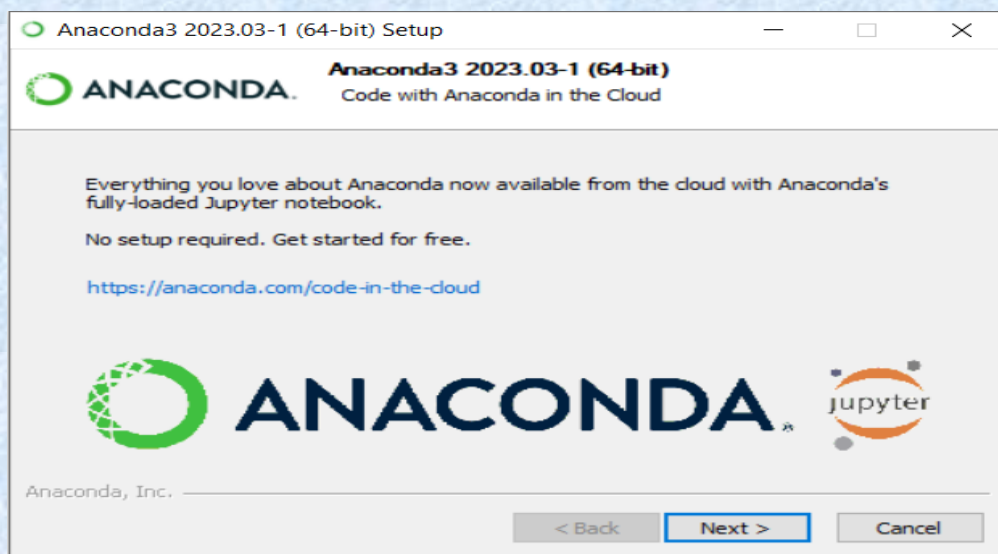 Anaconda3 2023.03-1 (64-bit) Setup
ANACONDA.
Anaconda3 2023.03-1 (64-bit)
Code with Anaconda in the Cloud
Everything you love about Anaconda now available from the cloud with Anaconda's
fully-loaded Jupyter notebook.
No setup required. Get started for free.
https://anaconda.com/code-in-the-cloud
ANACONDA.®
jupyter
Anaconda, Inc.
< Back
Next >
Cancel